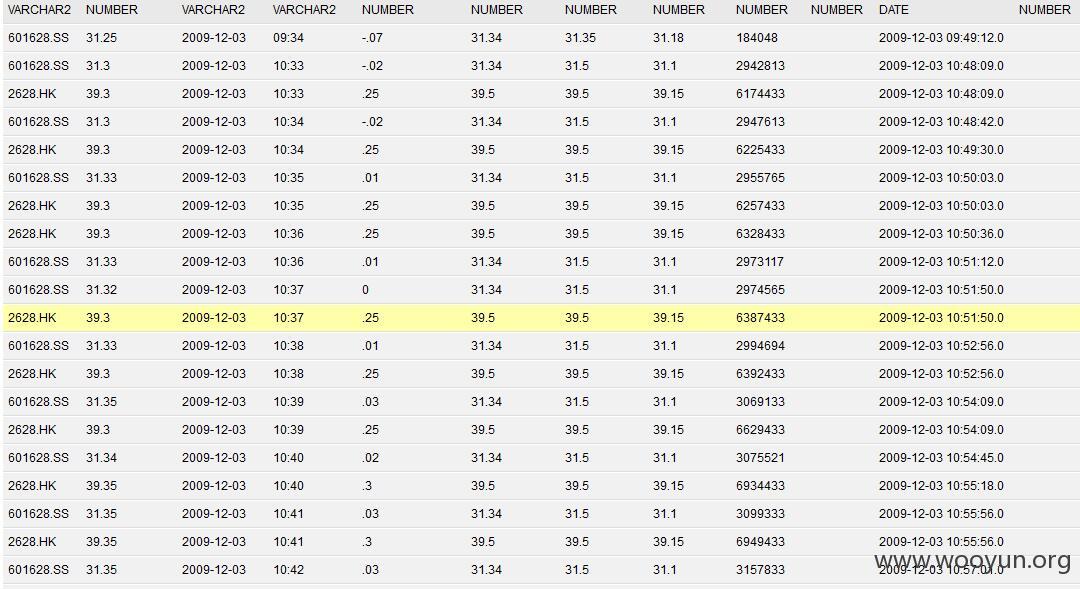 VARCHAR2 NUMBER VARCHAR2 VARCHAR2 NUMBER NUMBER NUMBER NUMBER NUMBER NUMBER DATE NUMBER
601628.SS 31.25 2009-12-03 09:34 -.07 31.34 31.35 31.18 184048 2009-12-03 09:49:12.0
601628.SS 31.3 2009-12-03 10:33 -.02 31.34 31.5 31.1 2942813 2009-12-03 10:48:09.0
2628.HK 39.3 2009-12-03 10:33 .25 39.5 39.5 39.15 6174433 2009-12-03 10:48:09.0
601628.SS 31.3 2009-12-03 10:34 -.02 31.34 31.5 31.1 2947613 2009-12-03 10:48:42.0
2628.HK 39.3 2009-12-03 10:34 .25 39.5 39.5 39.15 6225433 2009-12-03 10:49:30.0
601628.SS 31.33 2009-12-03 10:35 .01 31.34 31.5 31.1 2955765 2009-12-03 10:50:03.0
2628.HK 39.3 2009-12-03 10:35 .25 39.5 39.5 39.15 6257433 2009-12-03 10:50:03.0
2628.HK 39.3 2009-12-03 10:36 .25 39.5 39.5 39.15 6328433 2009-12-03 10:50:36.0
601628.SS 31.33 2009-12-03 10:36 .01 31.34 31.5 31.1 2973117 2009-12-03 10:51:12.0
601628.SS 31.32 2009-12-03 10:37 0 31.34 31.5 31.1 2974565 2009-12-03 10:51:50.0
2628.HK 39.3 2009-12-03 10:37 .25 39.5 39.5 39.15 6387433 2009-12-03 10:51:50.0
601628.SS 31.33 2009-12-03 10:38 .01 31.34 31.5 31.1 2994694 2009-12-03 10:52:56.0
2628.HK 39.3 2009-12-03 10:38 .25 39.5 39.5 39.15 6392433 2009-12-03 10:52:56.0
601628.SS 31.35 2009-12-03 10:39 .03 31.34 31.5 31.1 3069133 2009-12-03 10:54:09.0
2628.HK 39.3 2009-12-03 10:39 .25 39.5 39.5 39.15 6629433 2009-12-03 10:54:09.0
601628.SS 31.34 2009-12-03 10:40 .02 31.34 31.5 31.1 3075521 2009-12-03 10:54:45.0
2628.HK 39.35 2009-12-03 10:40 .3 39.5 39.5 39.15 6934433 2009-12-03 10:55:18.0
601628.SS 31.35 2009-12-03 10:41 .03 31.34 31.5 31.1 3099333 2009-12-03 10:55:56.0
2628.HK 39.35 2009-12-03 10:41 .3 39.5 39.5 39.15 6949433 2009-12-03 10:55:56.0
601628.SS 31.35 2009-12-03 10:42 .03 31.34 31.5 31.1 3157833 2009-12-03 10:57:01.0
www.wooyun.org